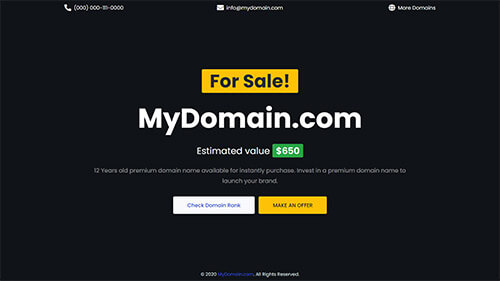 (000) 000-111-0000
info@mydomain.com
More Domains
For Sale!
MyDomain.com
Estimated value $650
12 Years old premium domain name available for instantly purchase. Invest in a premium domain name to
launch your brand.
Check Domain Rank
MAKE AN OFFER
© 2020 MyDomain.com. All Rights Reserved.